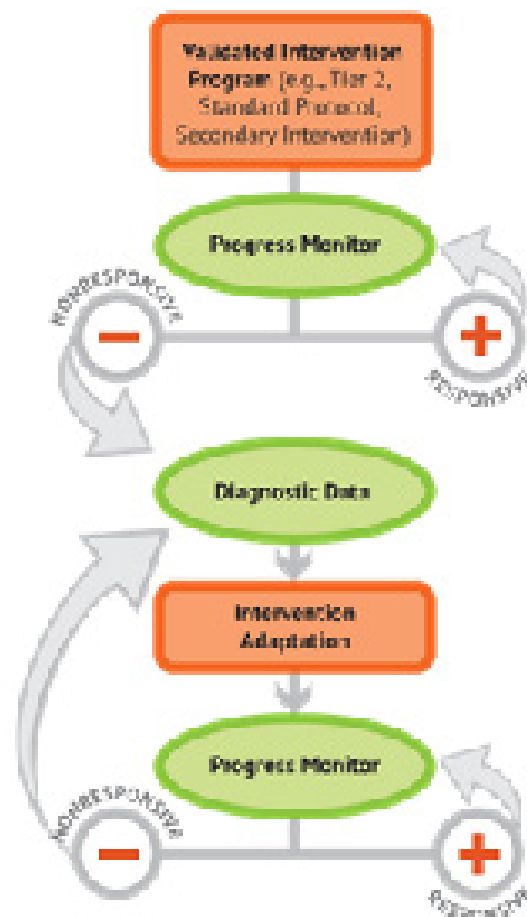 Validated Intervention
Program (e.g., Tier 2,
Standard Protocol,
Secondary Intervention)
Progress Monitor
NONRESPONSIVE
RESPONSIVE
Diagnostic Data
Intervention
Adaptation
Progress Monitor
NONRESPONSIVE
RESPONSIVE